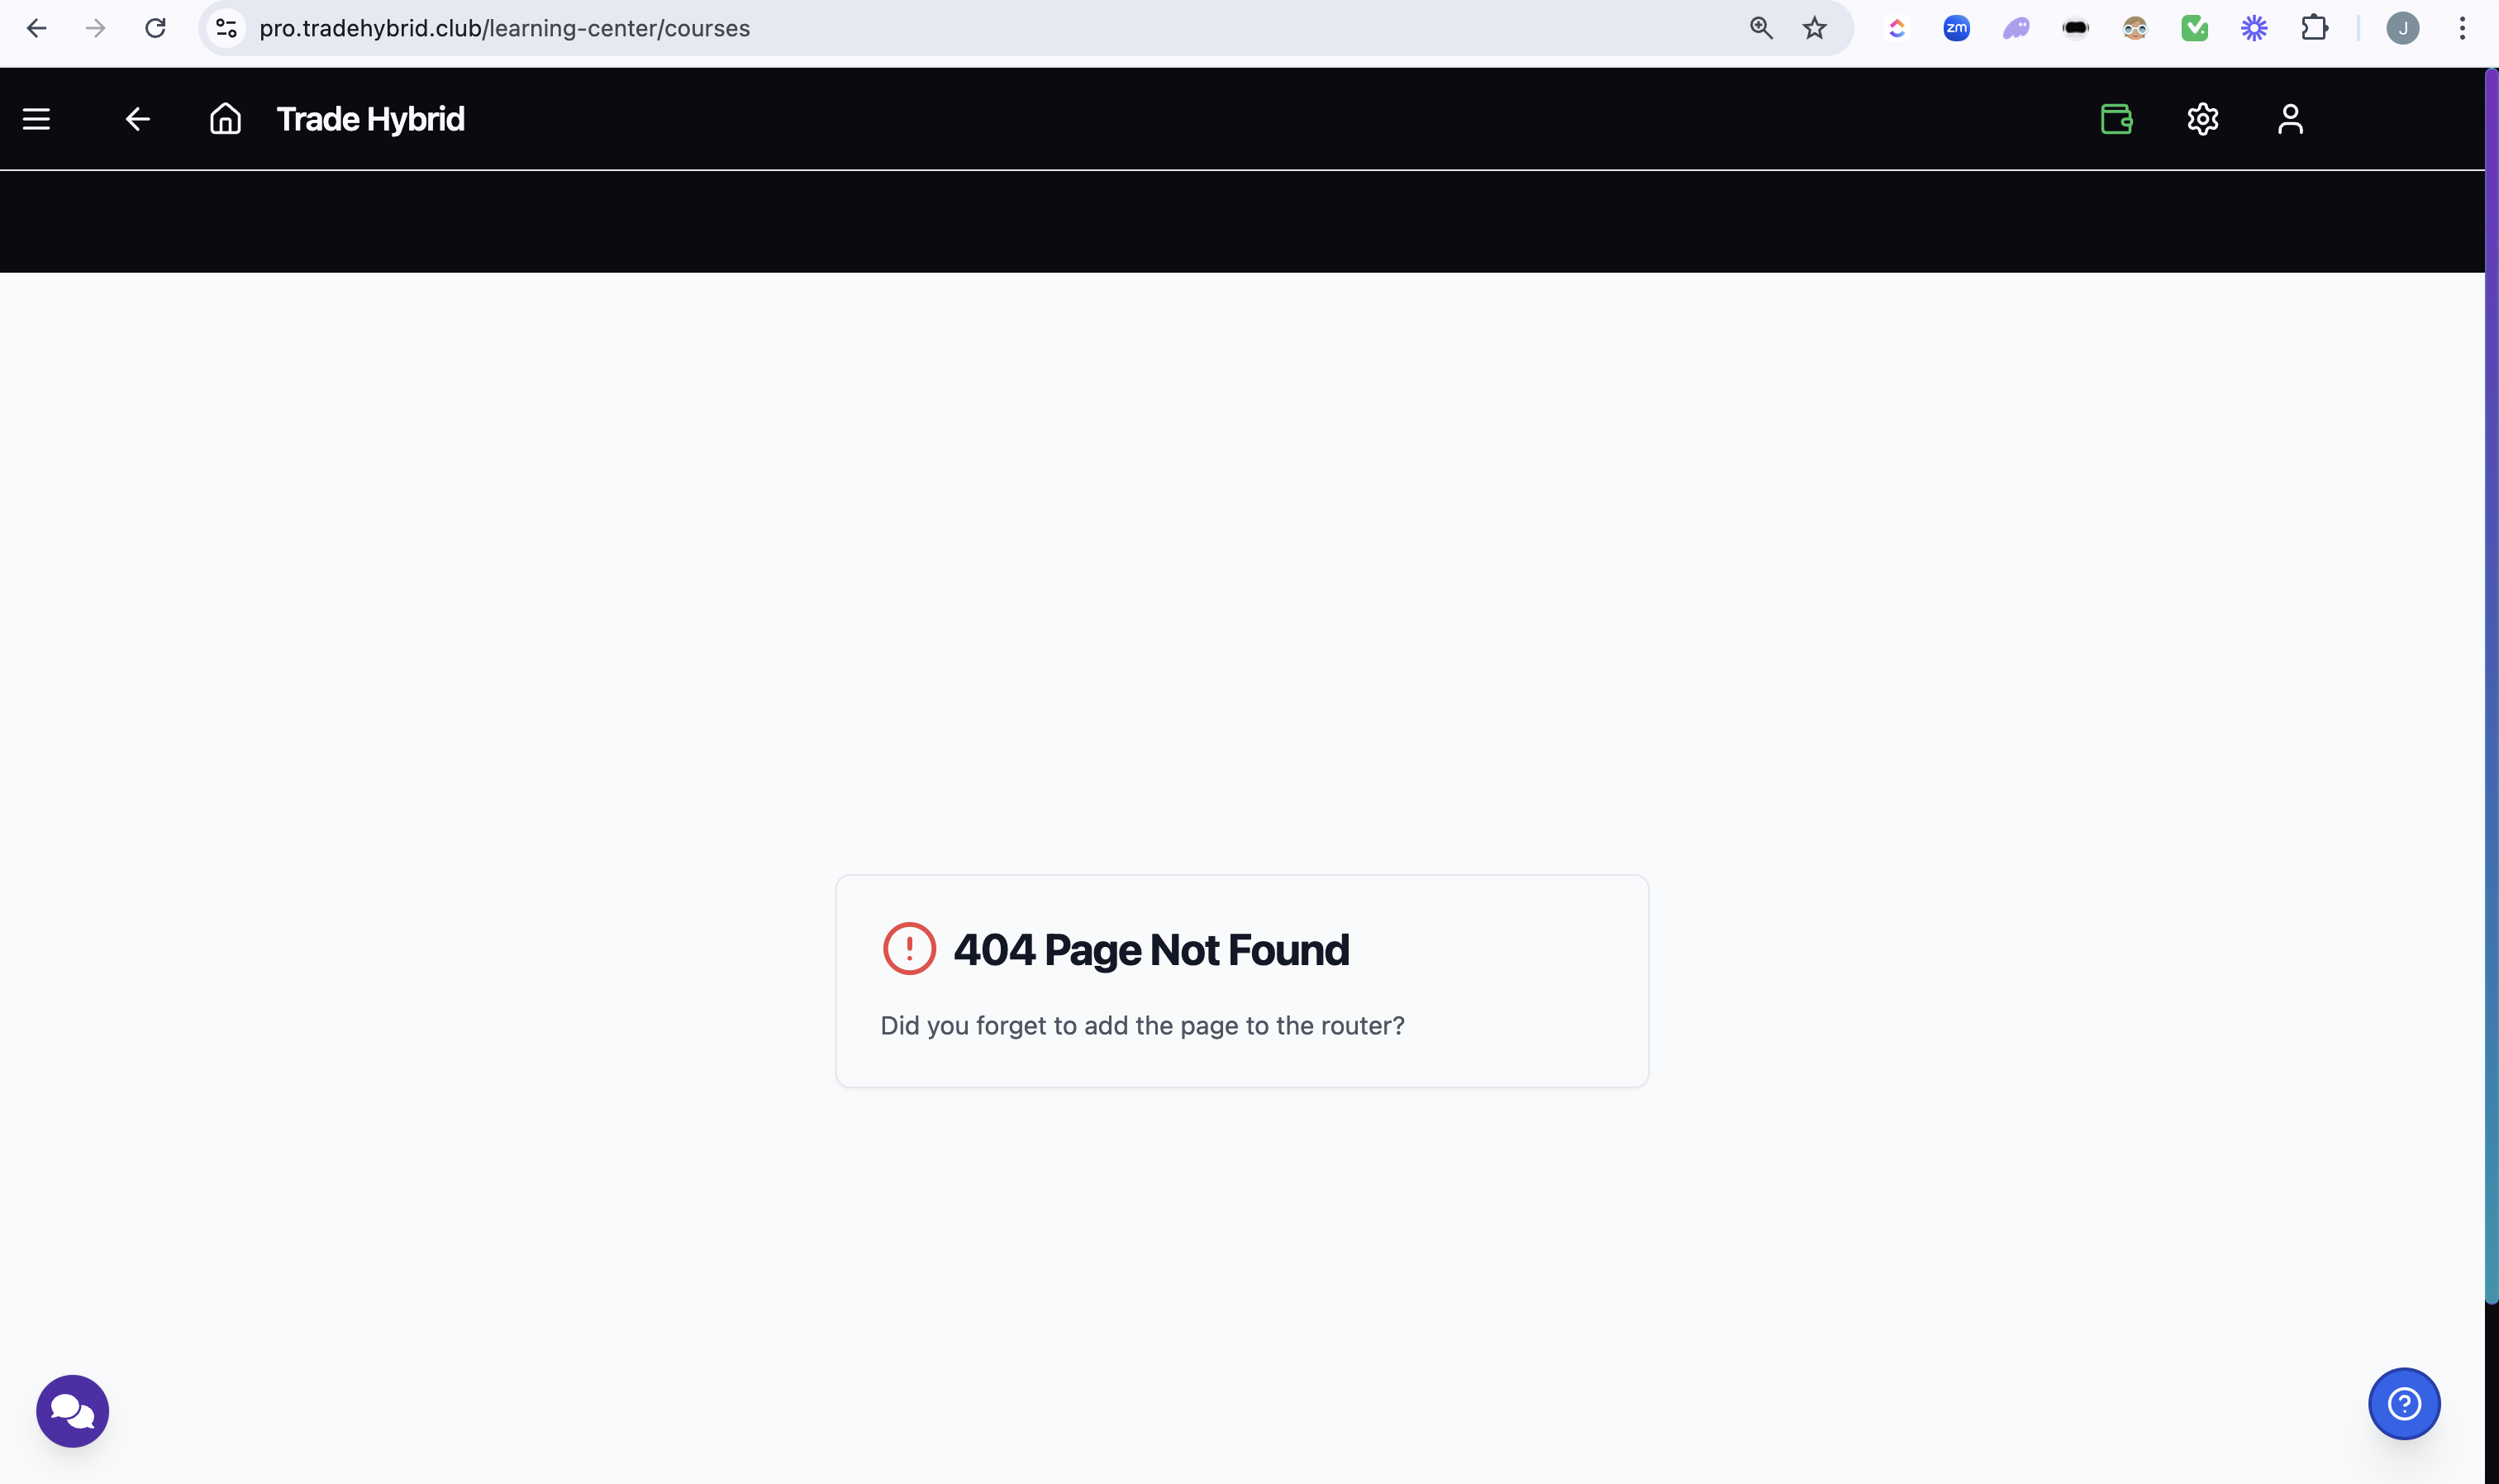 pro.tradehybrid.club/learning-center/courses
zm
J
Trade Hybrid
404 Page Not Found
Did you forget to add the page to the router?